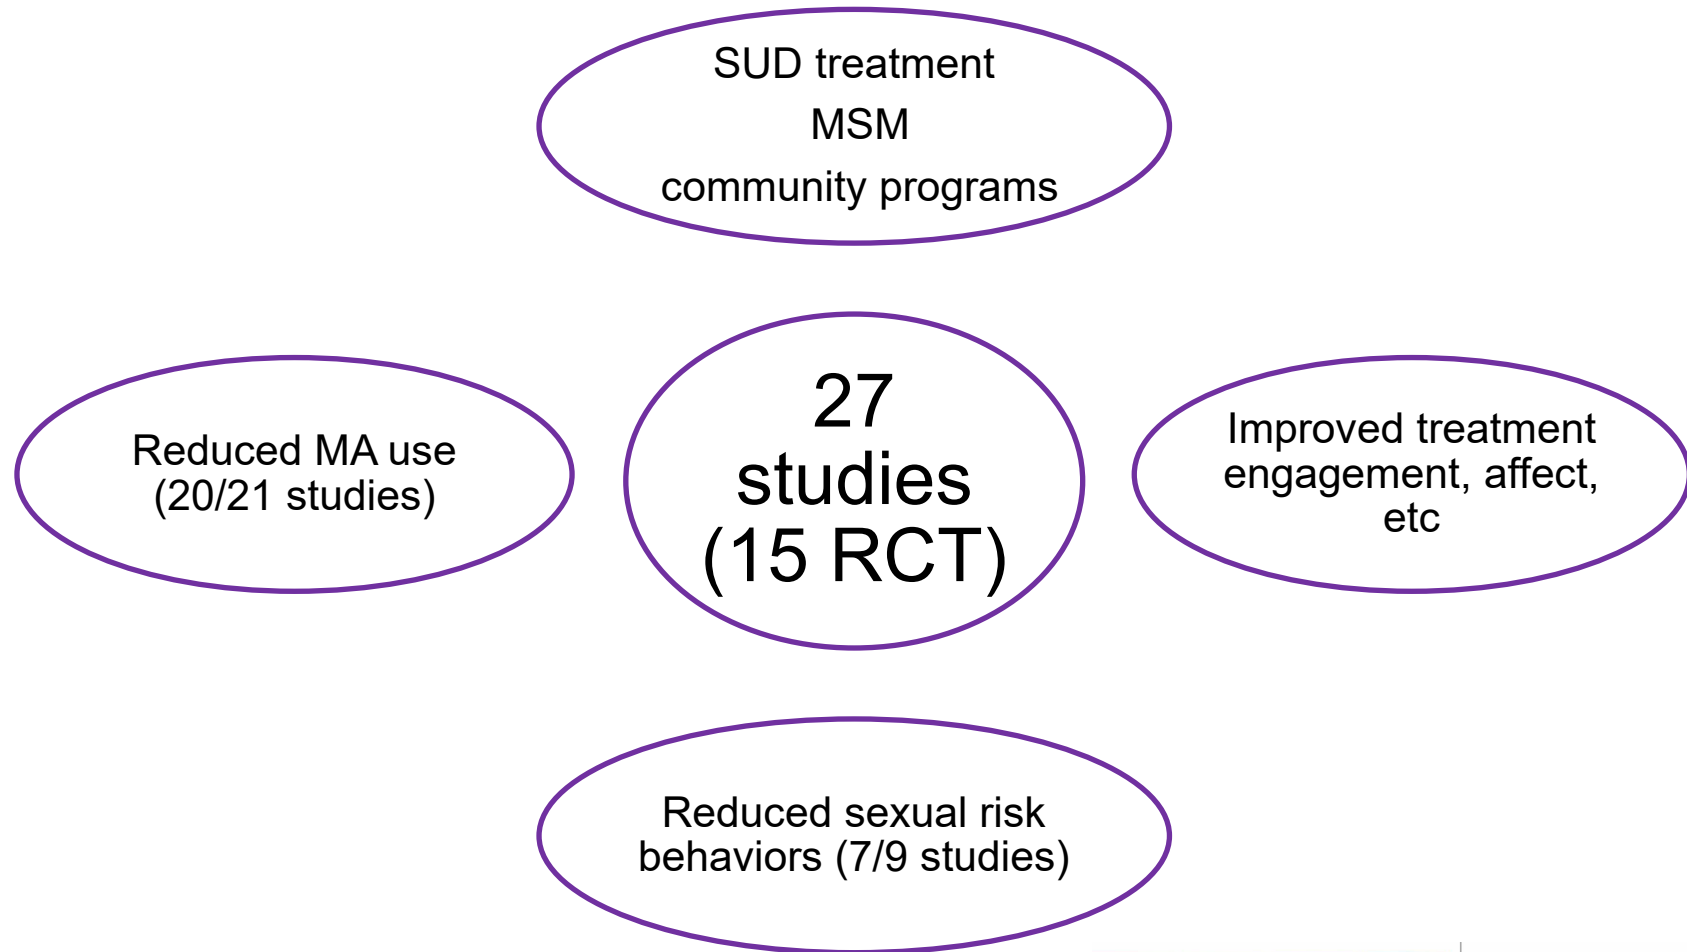 SUD treatment
MSM
community programs
Reduced MA use
(20/21 studies)
27
studies
(15 RCT)
Improved treatment
engagement, affect,
etc
Reduced sexual risk
behaviors (7/9 studies)